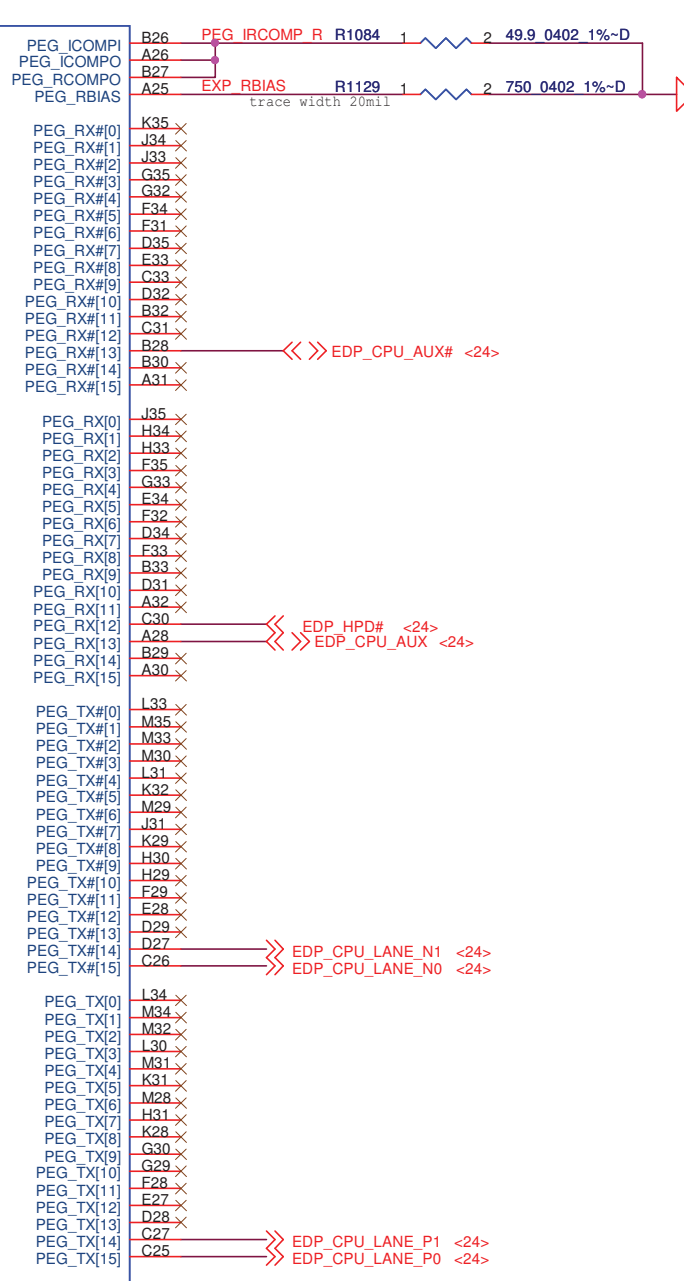 PEG_ICOMPI B26 PEG_IRCOMP_R R1084 1 2 49.9_0402_1%~D
PEG_ICOMPO A26
PEG_RCOMPO B27
PEG_RBIAS A25 EXP_RBIAS R1129 1 2 750_0402_1%~D
trace width 20mil
PEG_RX#[0] K35
PEG_RX#[1] J34
PEG_RX#[2] J33
PEG_RX#[3] G35
PEG_RX#[4] G32
PEG_RX#[5] F34
PEG_RX#[6] F31
PEG_RX#[7] D35
PEG_RX#[8] E33
PEG_RX#[9] C33
PEG_RX#[10] D32
PEG_RX#[11] B32
PEG_RX#[12] C31
PEG_RX#[13] B28 EDP_CPU_AUX# <24>
PEG_RX#[14] B30
PEG_RX#[15] A31
PEG_RX[0] J35
PEG_RX[1] H34
PEG_RX[2] H33
PEG_RX[3] F35
PEG_RX[4] G33
PEG_RX[5] E34
PEG_RX[6] F32
PEG_RX[7] D34
PEG_RX[8] F33
PEG_RX[9] B33
PEG_RX[10] D31
PEG_RX[11] A32
PEG_RX[12] C30 EDP_HPD# <24>
PEG_RX[13] A28 EDP_CPU_AUX <24>
PEG_RX[14] B29
PEG_RX[15] A30
PEG_TX#[0] L33
PEG_TX#[1] M35
PEG_TX#[2] M33
PEG_TX#[3] M30
PEG_TX#[4] L31
PEG_TX#[5] K32
PEG_TX#[6] M29
PEG_TX#[7] J31
PEG_TX#[8] K29
PEG_TX#[9] H30
PEG_TX#[10] H29
PEG_TX#[11] F29
PEG_TX#[12] E28
PEG_TX#[13] D29
PEG_TX#[14] D27 EDP_CPU_LANE_N1 <24>
PEG_TX#[15] C26 EDP_CPU_LANE_N0 <24>
PEG_TX[0] L34
PEG_TX[1] M34
PEG_TX[2] M32
PEG_TX[3] L30
PEG_TX[4] M31
PEG_TX[5] K31
PEG_TX[6] M28
PEG_TX[7] H31
PEG_TX[8] K28
PEG_TX[9] G30
PEG_TX[10] G29
PEG_TX[11] F28
PEG_TX[12] E27
PEG_TX[13] D28
PEG_TX[14] C27 EDP_CPU_LANE_P1 <24>
PEG_TX[15] C25 EDP_CPU_LANE_P0 <24>